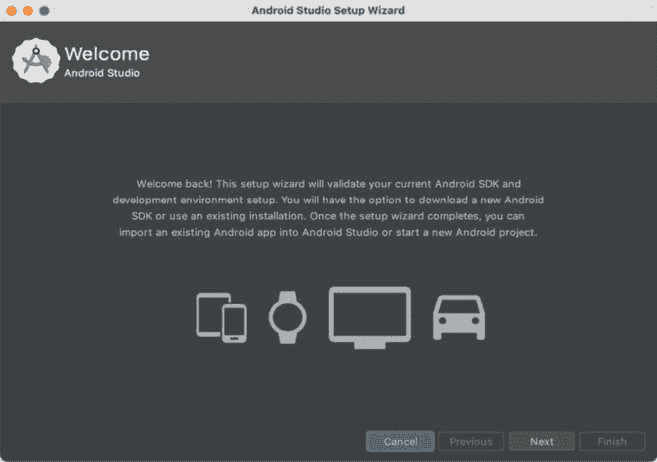 Android Studio Setup Wizard
Welcome
Android Studio
Welcome back! This setup wizard will validate your current Android SDK and
development environment setup. You will have the option to download a new Android
SDK or use an existing installation. Once the setup wizard completes, you can
import an existing Android app into Android Studio or start a new Android project.
Cancel Previous Next Finish